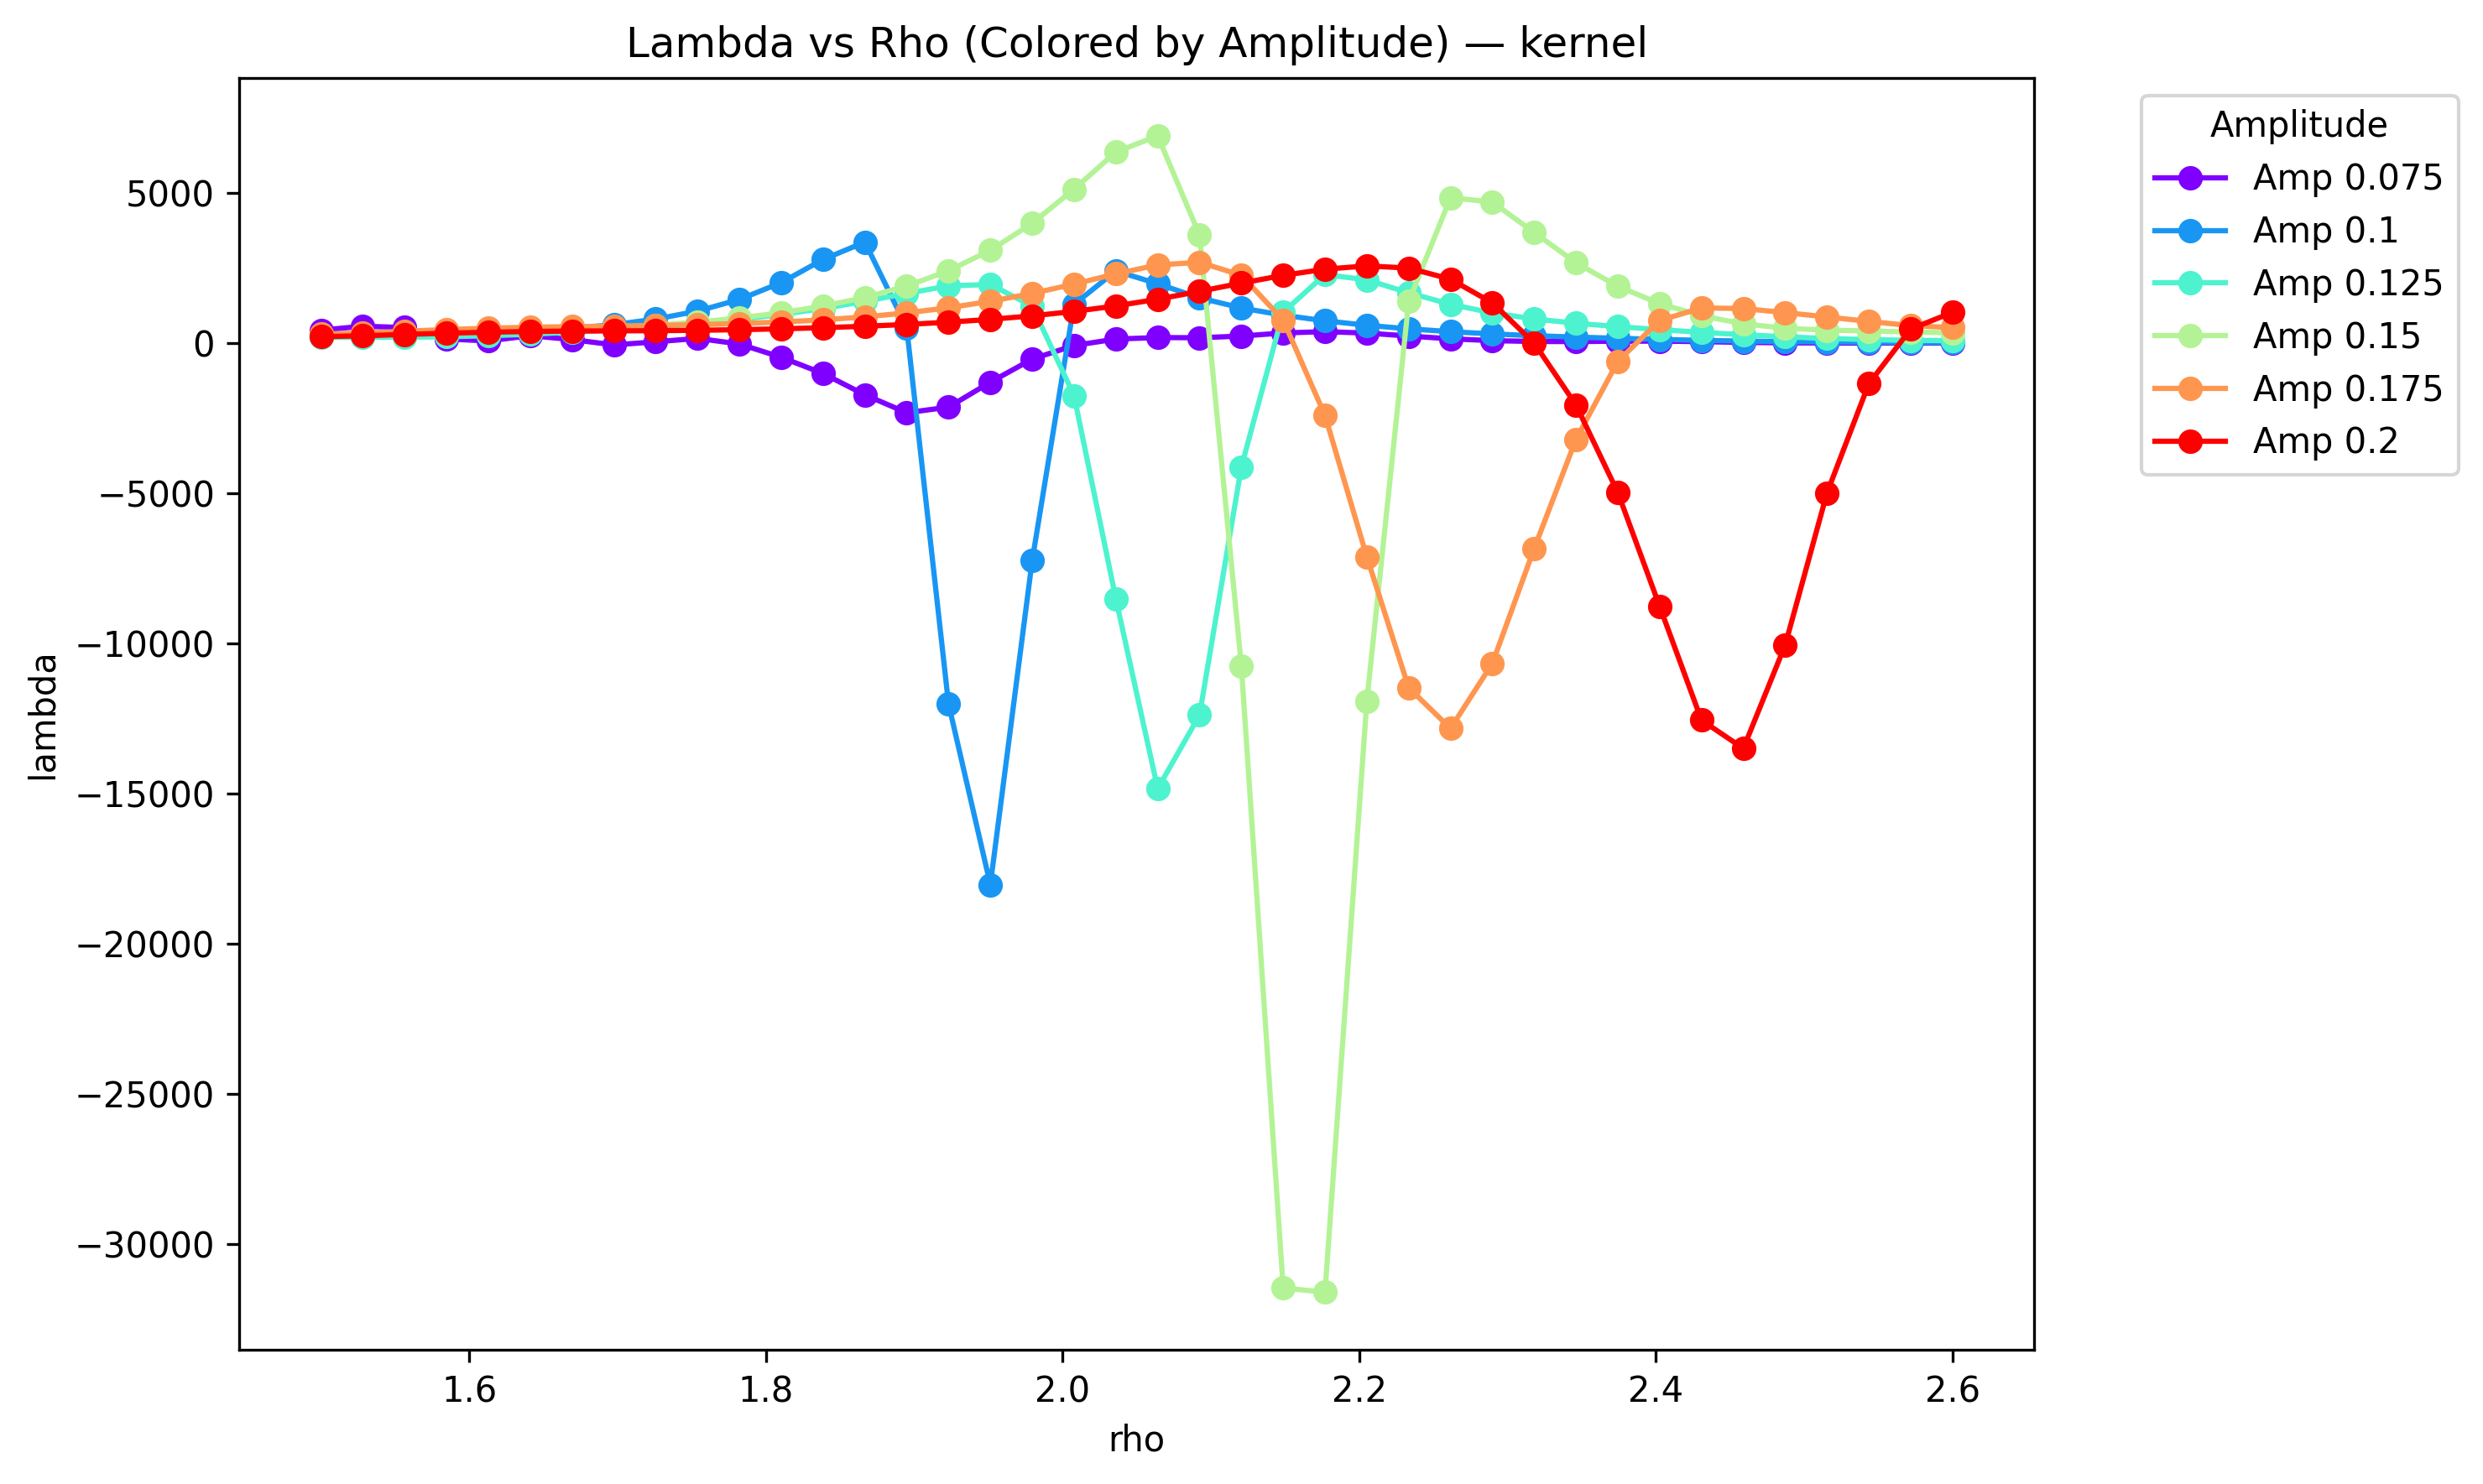 Lambda vs Rho (Colored by Amplitude) — kernel
Amplitude
Amp 0.075
Amp 0.1
Amp 0.125
Amp 0.15
Amp 0.175
Amp 0.2
5000
0
−5000
−10000
−15000
−20000
−25000
−30000
lambda
1.6
1.8
2.0
2.2
2.4
2.6
rho